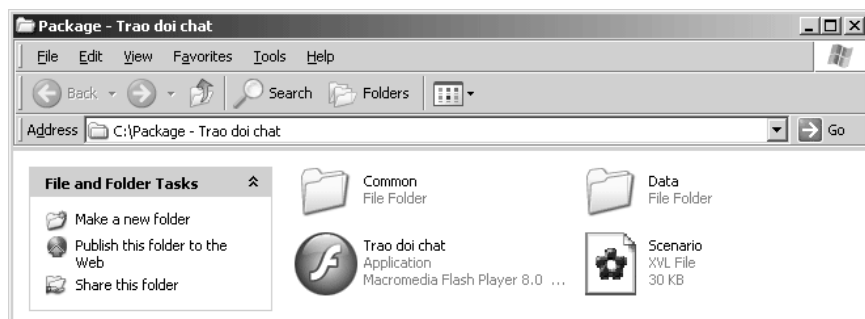 Package - Trao doi chat
File Edit View Favorites Tools Help
Back Search Folders
Address C:\Package - Trao doi chat Go
File and Folder Tasks
Make a new folder
Publish this folder to the
Web
Share this folder
Common
File Folder
Data
File Folder
Trao doi chat
Application
Macromedia Flash Player 8.0 ...
Scenario
XVL File
30 KB